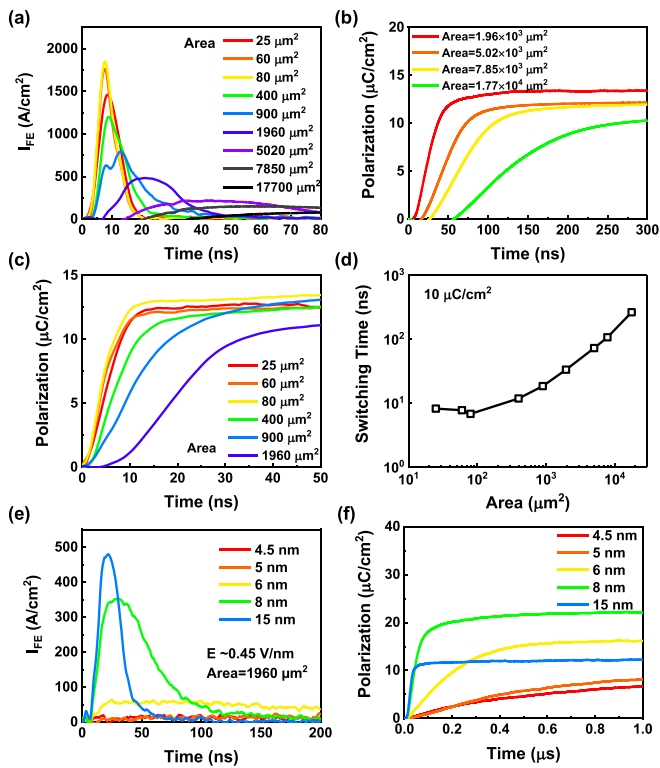 (a)
Area
25 μm²
60 μm²
80 μm²
400 μm²
900 μm²
1960 μm²
5020 μm²
7850 μm²
17700 μm²
I_FE (A/cm²)
0
250
500
750
1000
1250
1500
1750
2000
0 10 20 30 40 50 60 70 80
Time (ns)
(b)
Area=1.96×10³ μm²
Area=5.02×10³ μm²
Area=7.85×10³ μm²
Area=1.77×10⁴ μm²
Polarization (μC/cm²)
20
15
10
5
0
0 50 100 150 200 250 300
Time (ns)
(c)
Polarization (μC/cm²)
15
10
5
0
25 μm²
60 μm²
80 μm²
400 μm²
900 μm²
1960 μm²
Area
0 10 20 30 40 50
Time (ns)
(d)
10 μC/cm²
Switching Time (ns)
10³
10²
10¹
10⁰
10¹ 10² 10³ 10⁴
Area (μm²)
(e)
4.5 nm
5 nm
6 nm
8 nm
15 nm
E ~0.45 V/nm
Area=1960 μm²
I_FE (A/cm²)
500
400
300
200
100
0
0 50 100 150 200
Time (ns)
(f)
4.5 nm
5 nm
6 nm
8 nm
15 nm
Polarization (μC/cm²)
40
30
20
10
0
0.0 0.2 0.4 0.6 0.8 1.0
Time (μs)